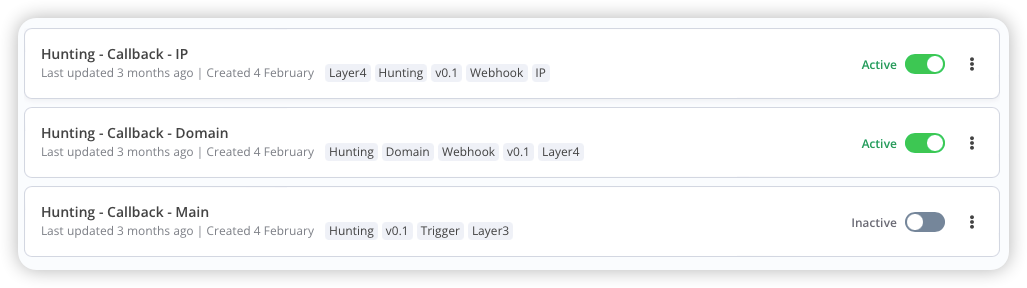 Hunting - Callback - IP
Last updated 3 months ago | Created 4 February Layer4 Hunting v0.1 Webhook IP
Active
Hunting - Callback - Domain
Last updated 3 months ago | Created 4 February Hunting Domain Webhook v0.1 Layer4
Active
Hunting - Callback - Main
Last updated 3 months ago | Created 4 February Hunting v0.1 Trigger Layer3
Inactive